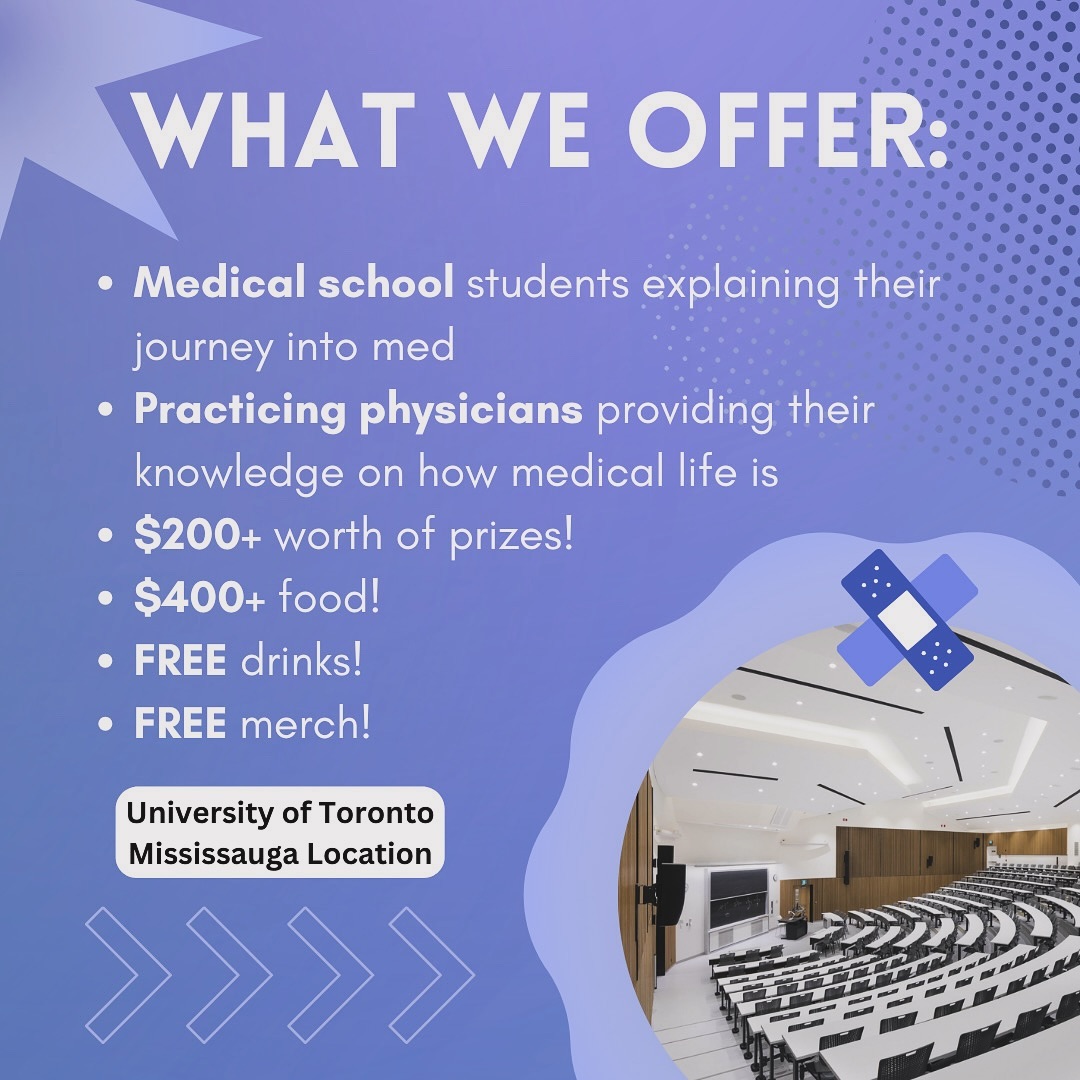 WHAT WE OFFER:
• Medical school students explaining their
journey into med
• Practicing physicians providing their
knowledge on how medical life is
• $200+ worth of prizes!
• $400+ food!
• FREE drinks!
• FREE merch!
University of Toronto
Mississauga Location